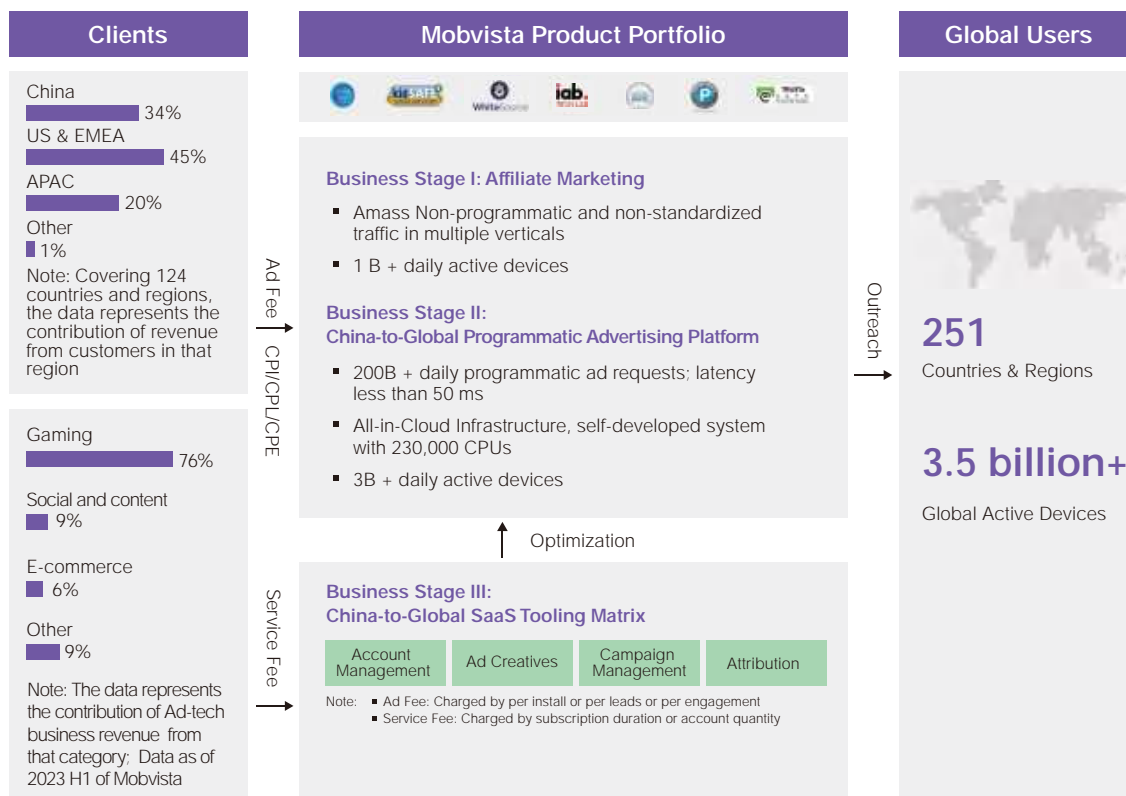 Clients
China
34%
US & EMEA
45%
APAC
20%
Other
1%
Note: Covering 124
countries and regions,
the data represents the
contribution of revenue
from customers in that
region
Gaming
76%
Social and content
9%
E-commerce
6%
Other
9%
Note: The data represents
the contribution of Ad-tech
business revenue from
that category; Data as of
2023 H1 of Mobvista
Ad Fee
CPI/CPL/CPE
Service Fee
Mobvista Product Portfolio
WhiteSource
iab.
Business Stage I: Affiliate Marketing
▪ Amass Non-programmatic and non-standardized
traffic in multiple verticals
▪ 1 B + daily active devices
Business Stage II:
China-to-Global Programmatic Advertising Platform
▪ 200B + daily programmatic ad requests; latency
less than 50 ms
▪ All-in-Cloud Infrastructure, self-developed system
with 230,000 CPUs
▪ 3B + daily active devices
Optimization
Business Stage III:
China-to-Global SaaS Tooling Matrix
Account
Management
Ad Creatives
Campaign
Management
Attribution
Note: ▪ Ad Fee: Charged by per install or per leads or per engagement
▪ Service Fee: Charged by subscription duration or account quantity
Outreach
Global Users
251
Countries & Regions
3.5 billion+
Global Active Devices